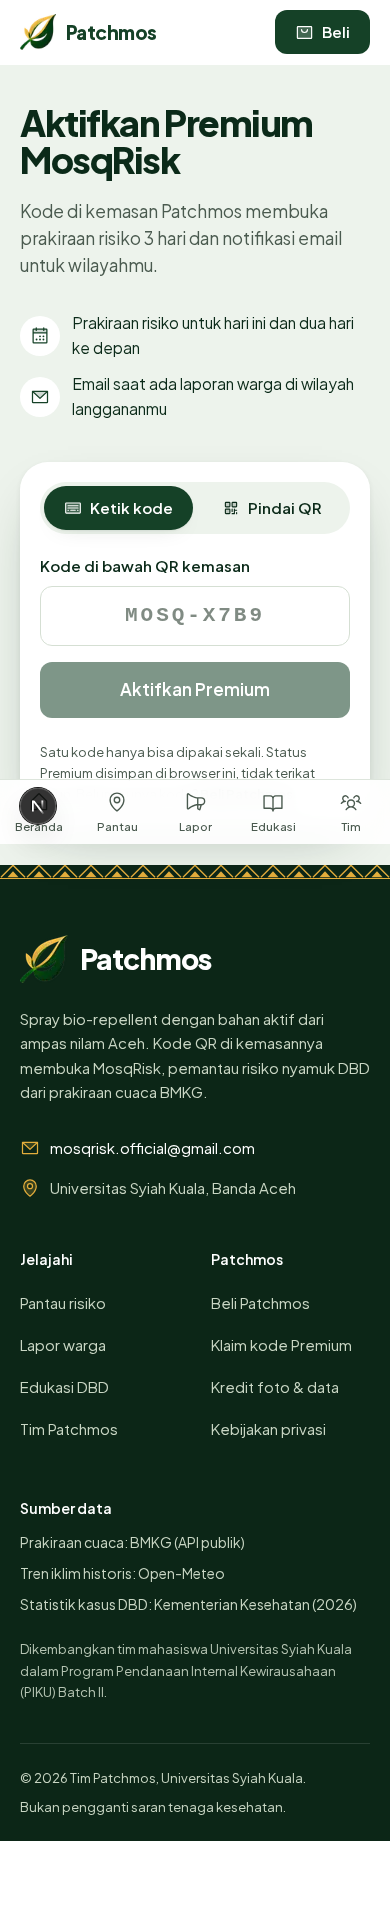 Patchmos
Beli
Aktifkan Premium
MosqRisk
Kode di kemasan Patchmos membuka
prakiraan risiko 3 hari dan notifikasi email
untuk wilayahmu.
Prakiraan risiko untuk hari ini dan dua hari
ke depan
Email saat ada laporan warga di wilayah
langgananmu
Ketik kode
Pindai QR
Kode di bawah QR kemasan
MOSQ-X7B9
Aktifkan Premium
Satu kode hanya bisa dipakai sekali. Status
Premium disimpan di browser ini, tidak terikat
N
Beranda
Pantau
Lapor
Edukasi
Tim
Patchmos
Spray bio-repellent dengan bahan aktif dari
ampas nilam Aceh. Kode QR di kemasannya
membuka MosqRisk, pemantau risiko nyamuk DBD
dari prakiraan cuaca BMKG.
mosqrisk.official@gmail.com
Universitas Syiah Kuala, Banda Aceh
Jelajahi
Pantau risiko
Lapor warga
Edukasi DBD
Tim Patchmos
Patchmos
Beli Patchmos
Klaim kode Premium
Kredit foto & data
Kebijakan privasi
Sumber data
Prakiraan cuaca: BMKG (API publik)
Tren iklim historis: Open-Meteo
Statistik kasus DBD: Kementerian Kesehatan (2026)
Dikembangkan tim mahasiswa Universitas Syiah Kuala
dalam Program Pendanaan Internal Kewirausahaan
(PIKU) Batch II.
© 2026 Tim Patchmos, Universitas Syiah Kuala.
Bukan pengganti saran tenaga kesehatan.